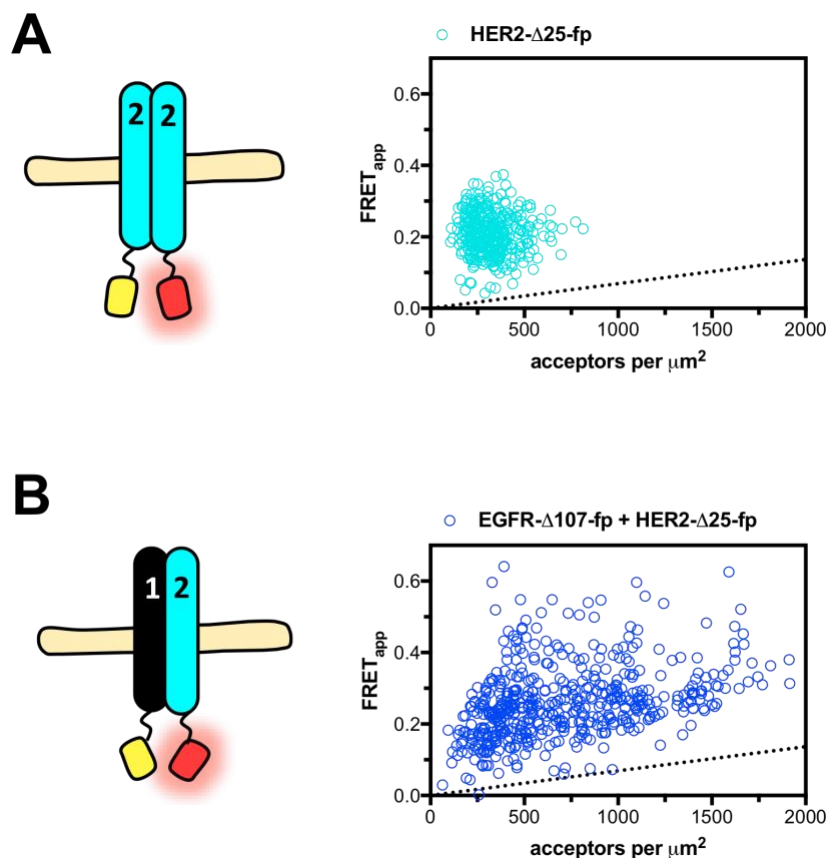 A
HER2-Δ25-fp
2 2
FRETapp
0.6
0.4
0.2
0.0
0 500 1000 1500 2000
acceptors per μm²
B
EGFR-Δ107-fp + HER2-Δ25-fp
1 2
FRETapp
0.6
0.4
0.2
0.0
0 500 1000 1500 2000
acceptors per μm²